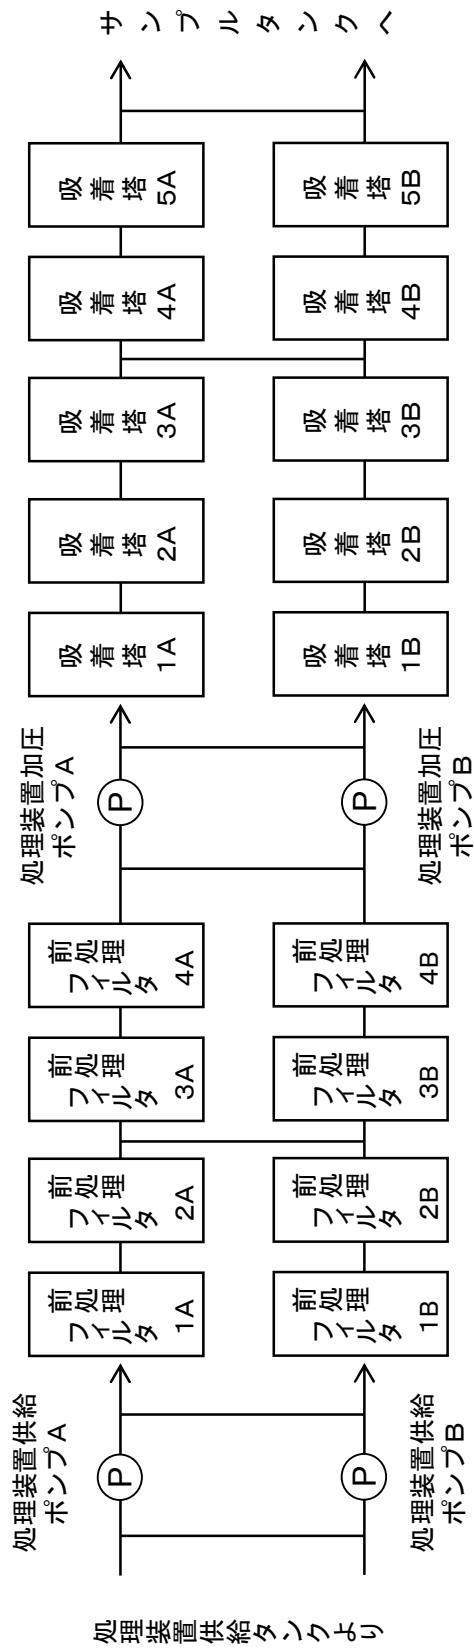 処理装置供給タンクより
処理装置供給
ポンプA
P
前処理
フィルタ
1A
前処理
フィルタ
2A
前処理
フィルタ
3A
前処理
フィルタ
4A
処理装置加圧
ポンプA
P
吸着塔
1A
吸着塔
2A
吸着塔
3A
吸着塔
4A
吸着塔
5A
処理装置供給
ポンプB
P
前処理
フィルタ
1B
前処理
フィルタ
2B
前処理
フィルタ
3B
前処理
フィルタ
4B
処理装置加圧
ポンプB
P
吸着塔
1B
吸着塔
2B
吸着塔
3B
吸着塔
4B
吸着塔
5B
サンプルタンクへ